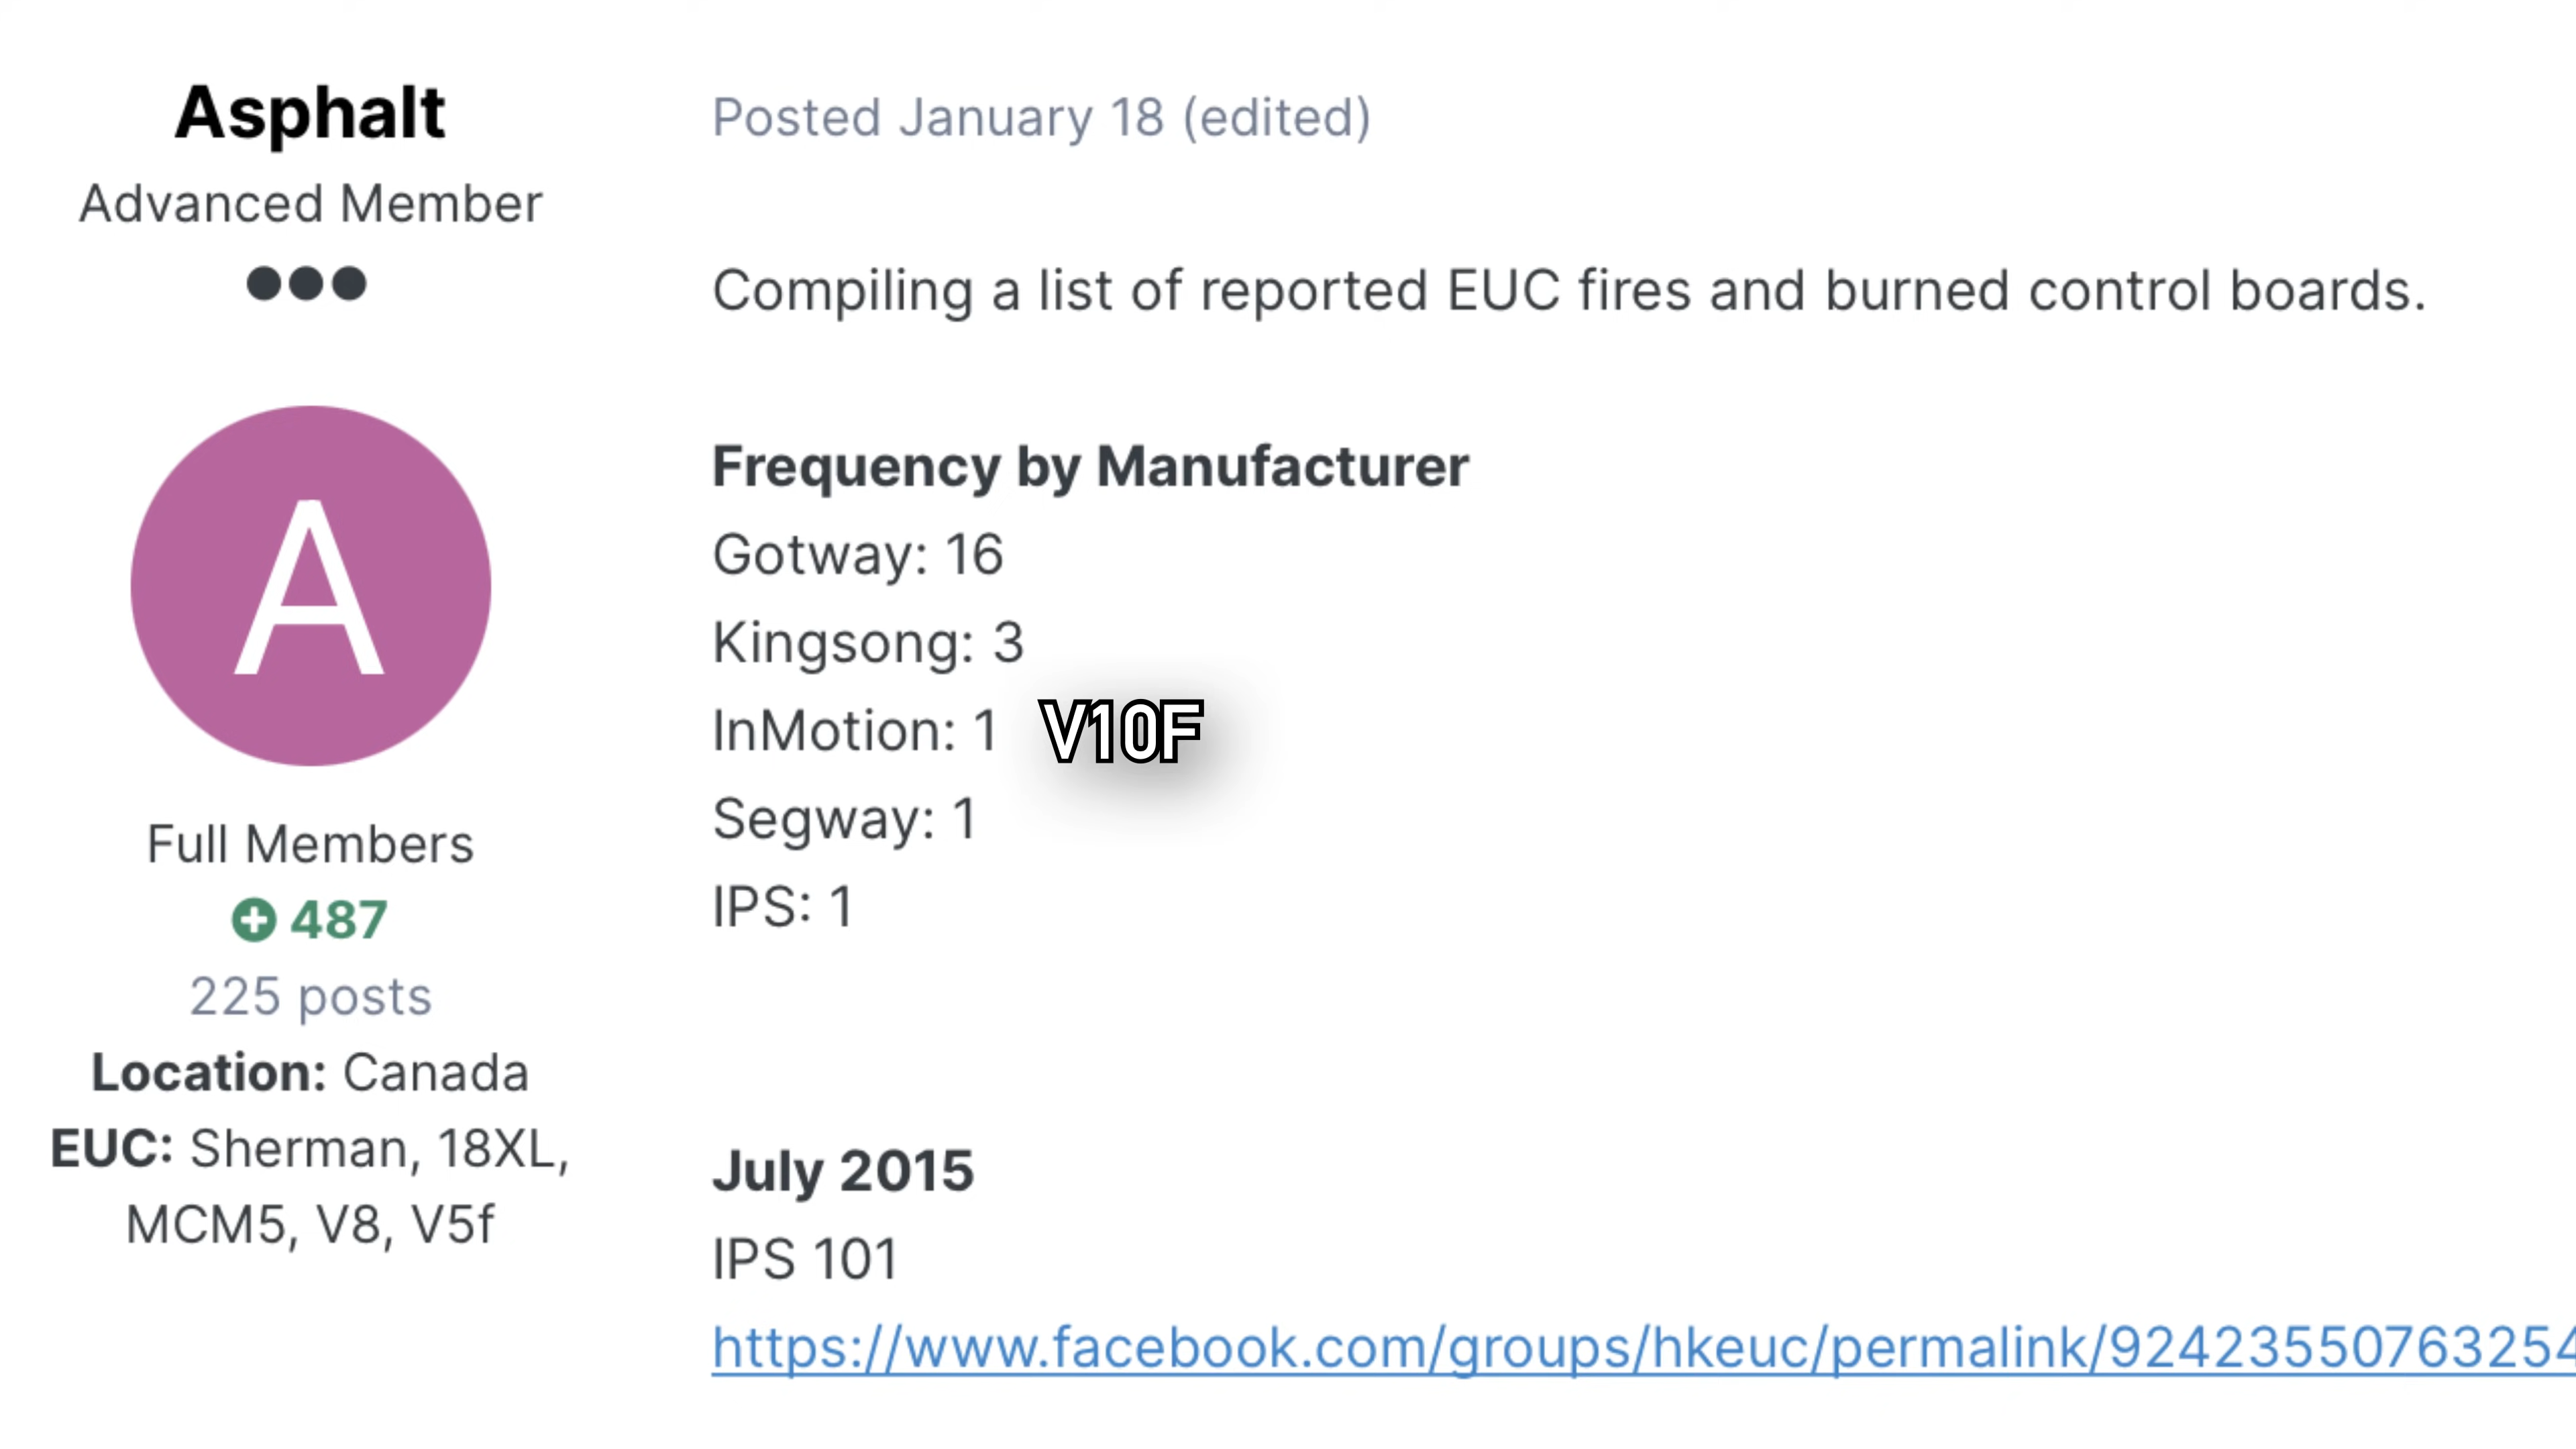 Asphalt
Advanced Member
A
Full Members
487
225 posts
Location: Canada
EUC: Sherman, 18XL,
MCM5, V8, V5f
Posted January 18 (edited)
Compiling a list of reported EUC fires and burned control boards.
Frequency by Manufacturer
Gotway: 16
Kingsong: 3
InMotion: 1 V10F
Segway: 1
IPS: 1
July 2015
IPS 101
https://www.facebook.com/groups/hkeuc/permalink/924235507632254